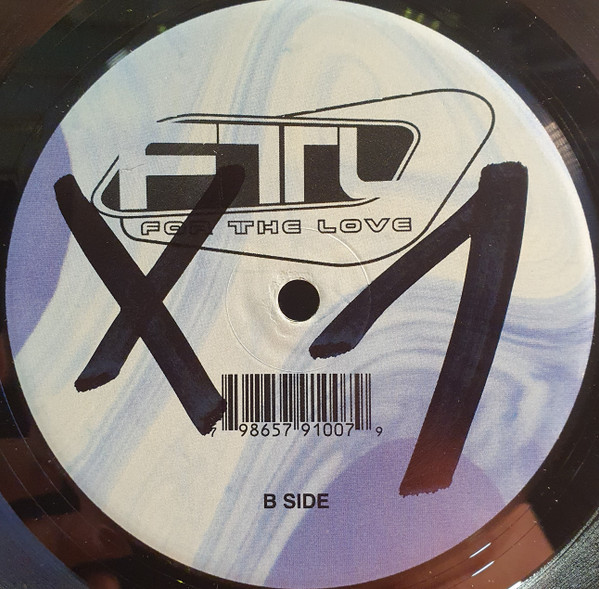 FTL
FOR THE LOVE
X 1
7 98657 91007 9
B SIDE